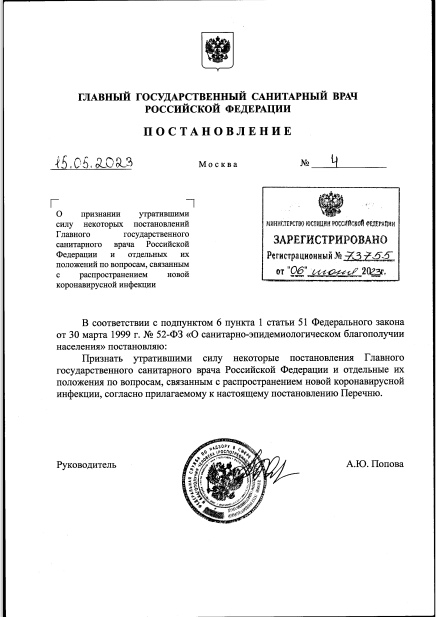 ГЛАВНЫЙ ГОСУДАРСТВЕННЫЙ САНИТАРНЫЙ ВРАЧ
РОССИЙСКОЙ ФЕДЕРАЦИИ
ПОСТАНОВЛЕНИЕ
15.05.2023 Москва № 4
О признании утратившими
силу некоторых постановлений
Главного государственного
санитарного врача Российской
Федерации и отдельных их
положений по вопросам, связанным
с распространением новой
коронавирусной инфекции
МИНИСТЕРСТВО ЮСТИЦИИ РОССИЙСКОЙ ФЕДЕРАЦИИ
ЗАРЕГИСТРИРОВАНО
Регистрационный № 73755
от "06" июня 2023г.
В соответствии с подпунктом 6 пункта 1 статьи 51 Федерального закона
от 30 марта 1999 г. № 52-ФЗ «О санитарно-эпидемиологическом благополучии
населения» постановляю:
Признать утратившими силу некоторые постановления Главного
государственного санитарного врача Российской Федерации и отдельные их
положения по вопросам, связанным с распространением новой коронавирусной
инфекции, согласно прилагаемому к настоящему постановлению Перечню.
Руководитель А.Ю. Попова